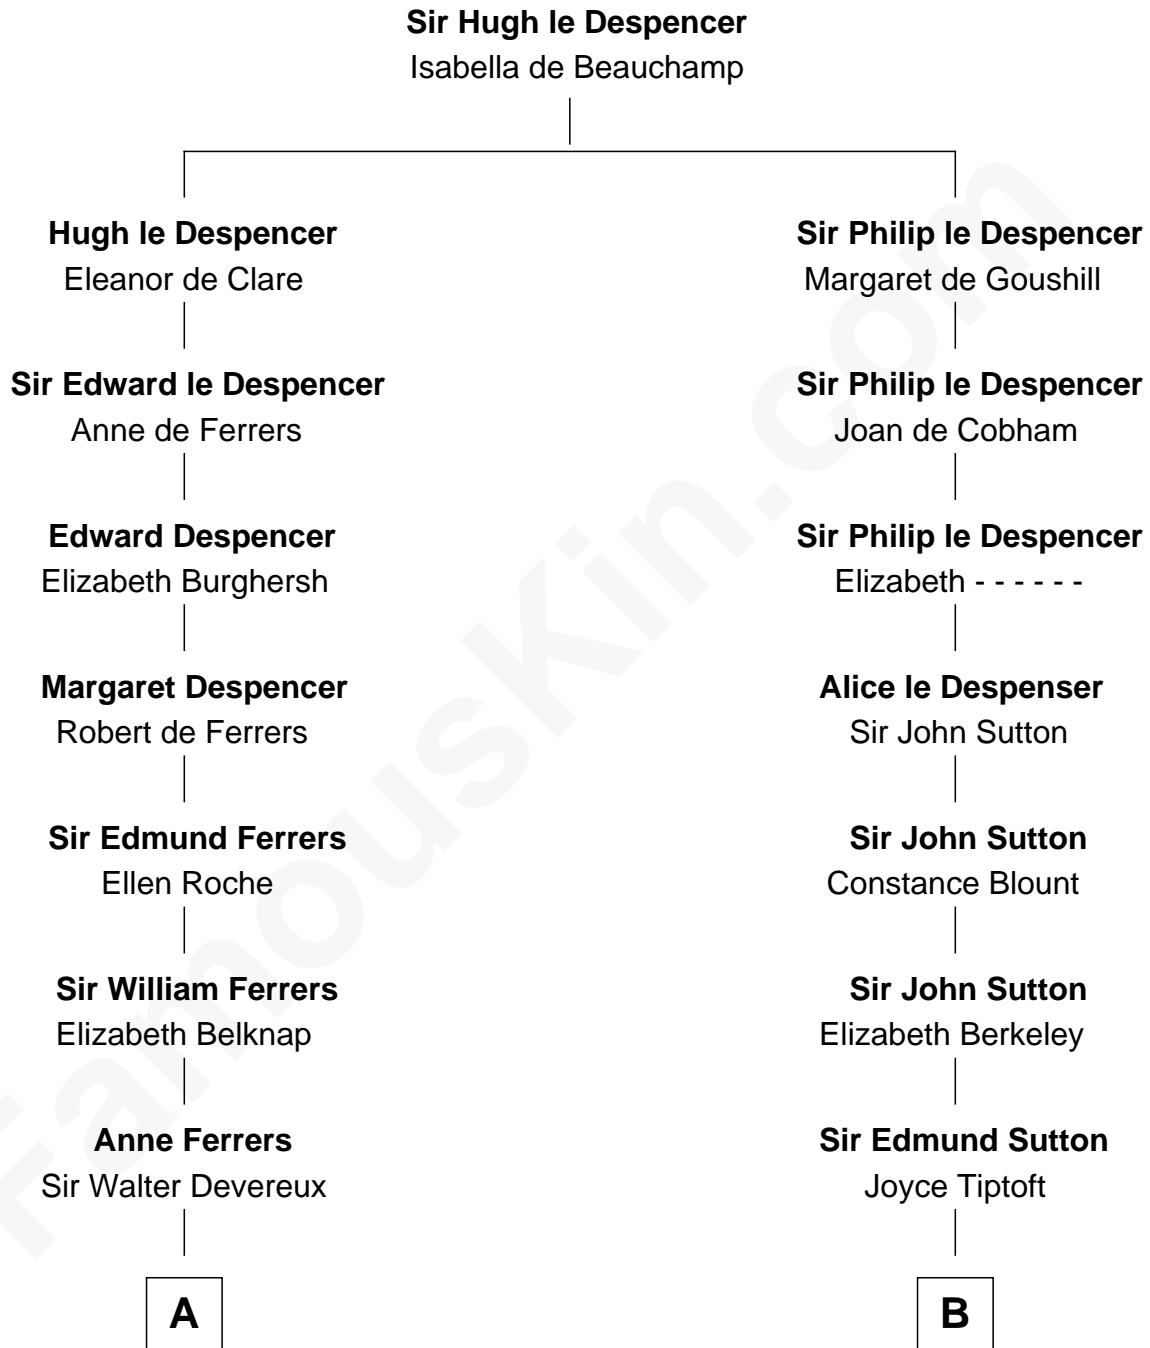 Sir Hugh le Despencer
Isabella de Beauchamp
Hugh le Despencer
Eleanor de Clare
Sir Philip le Despencer
Margaret de Goushill
Sir Edward le Despencer
Anne de Ferrers
Sir Philip le Despencer
Joan de Cobham
Edward Despencer
Elizabeth Burghersh
Sir Philip le Despencer
Elizabeth - - - - - -
Margaret Despencer
Robert de Ferrers
Alice le Despenser
Sir John Sutton
Sir Edmund Ferrers
Ellen Roche
Sir John Sutton
Constance Blount
Sir William Ferrers
Elizabeth Belknap
Sir John Sutton
Elizabeth Berkeley
Anne Ferrers
Sir Walter Devereux
Sir Edmund Sutton
Joyce Tiptoft
A
B
FamousKin.com